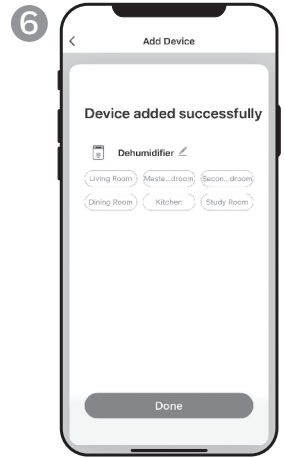 6
Add Device
Device added successfully
Dehumidifier
Living Room Maste...droom Secon...droom
Dining Room Kitchen Study Room
Done